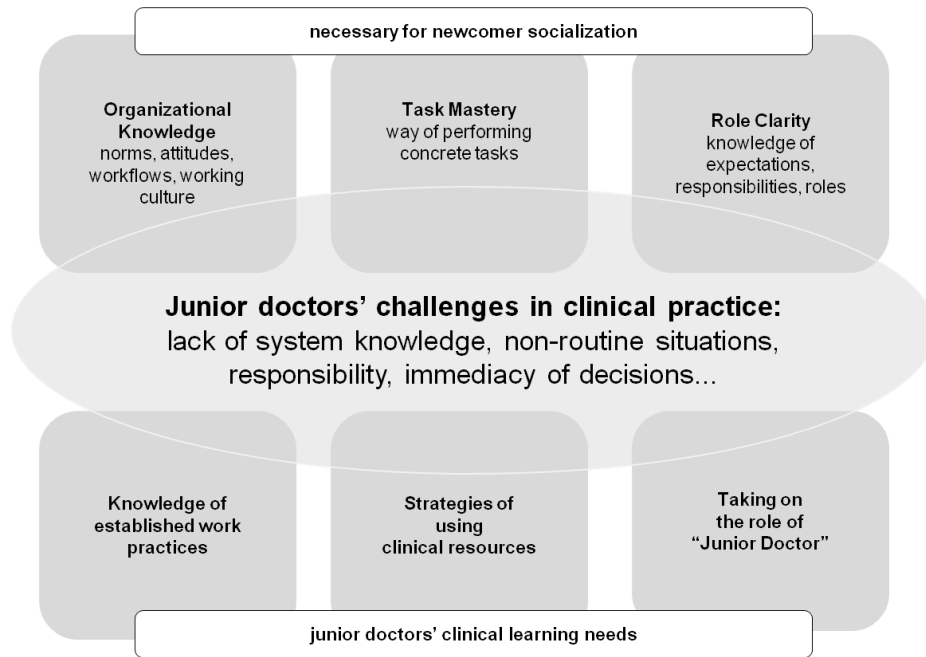 necessary for newcomer socialization
Organizational
Knowledge
norms, attitudes,
workflows, working
culture
Task Mastery
way of performing
concrete tasks
Role Clarity
knowledge of
expectations,
responsibilities, roles
Junior doctors’ challenges in clinical practice:
lack of system knowledge, non-routine situations,
responsibility, immediacy of decisions...
Knowledge of
established work
practices
Strategies of
using
clinical resources
Taking on
the role of
“Junior Doctor”
junior doctors’ clinical learning needs